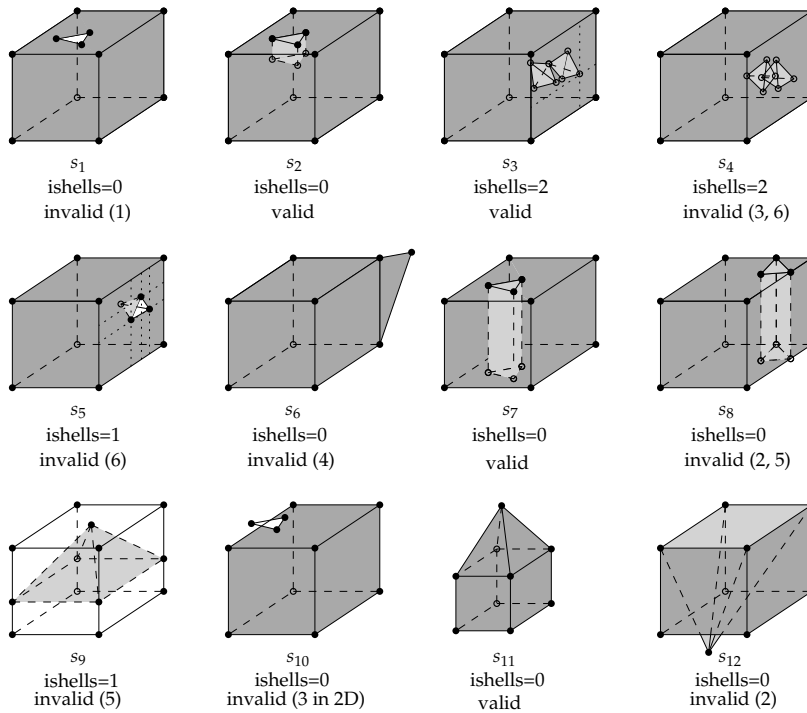 s₁
ishells=0
invalid (1)
s₂
ishells=0
valid
s₃
ishells=2
valid
s₄
ishells=2
invalid (3, 6)
s₅
ishells=1
invalid (6)
s₆
ishells=0
invalid (4)
s₇
ishells=0
valid
s₈
ishells=0
invalid (2, 5)
s₉
ishells=1
invalid (5)
s₁₀
ishells=0
invalid (3 in 2D)
s₁₁
ishells=0
valid
s₁₂
ishells=0
invalid (2)